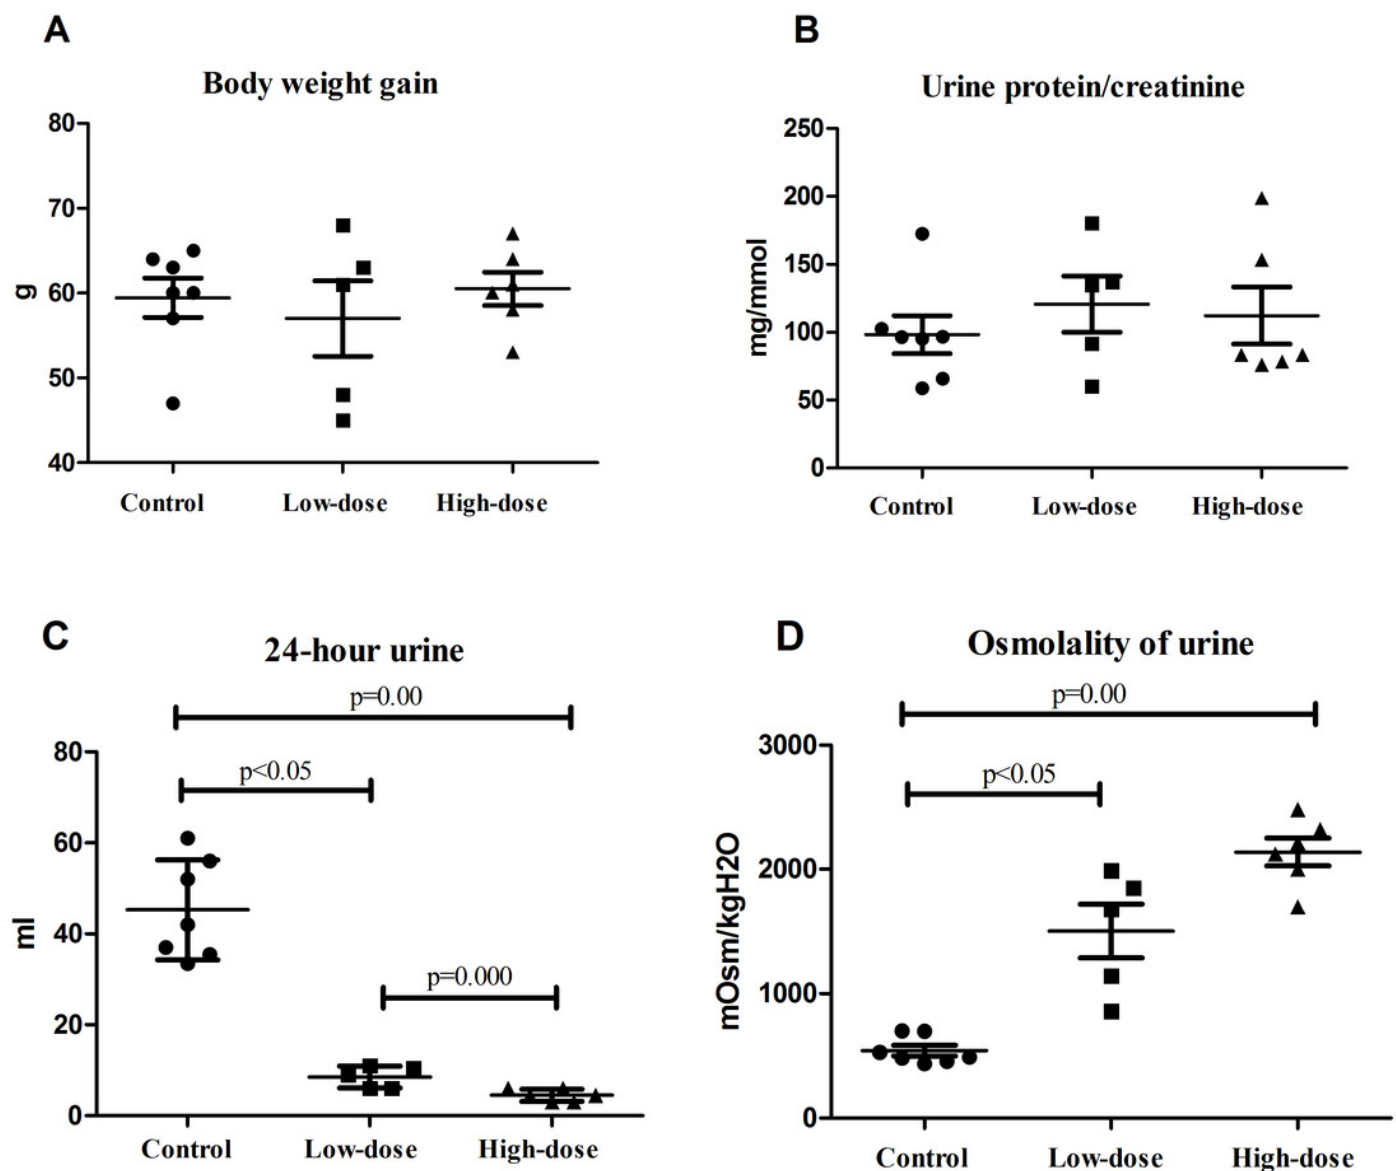 A
Body weight gain
80
70
60
50
40
g
Control Low-dose High-dose
B
Urine protein/creatinine
250
200
150
100
50
0
mg/mmol
Control Low-dose High-dose
C
24-hour urine
p=0.00
p<0.05
p=0.000
80
60
40
20
0
ml
Control Low-dose High-dose
D
Osmolality of urine
p=0.00
p<0.05
3000
2000
1000
0
mOsm/kgH2O
Control Low-dose High-dose